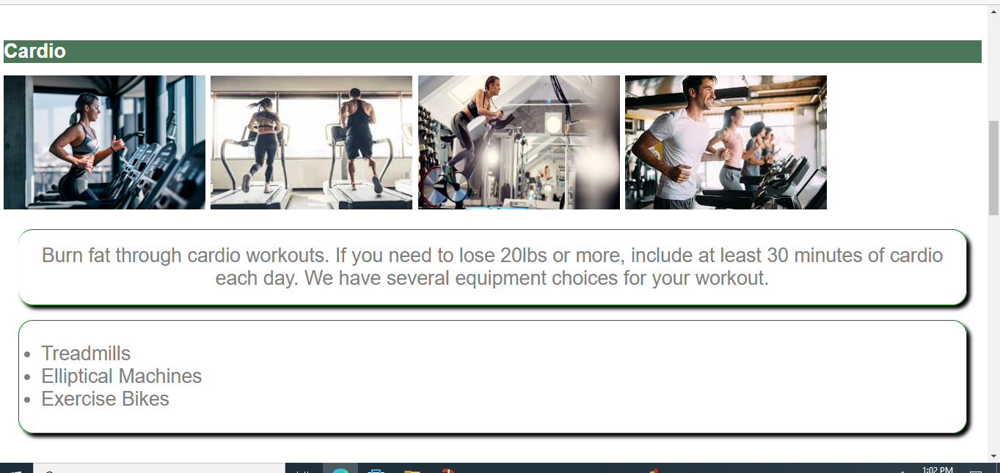 Cardio
Burn fat through cardio workouts. If you need to lose 20lbs or more, include at least 30 minutes of cardio
each day. We have several equipment choices for your workout.
Treadmills
Elliptical Machines
Exercise Bikes
1:02 PM